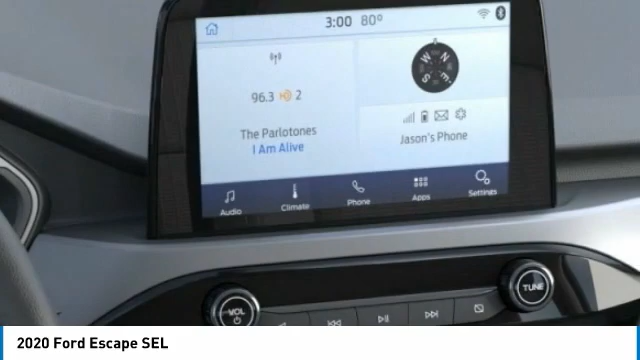 3:00 80°
N
W N
S E
96.3 HD 2
The Parlotones
I Am Alive
Jason's Phone
Audio
Climate
Phone
Apps
Settings
VOL
TUNE
2020 Ford Escape SEL